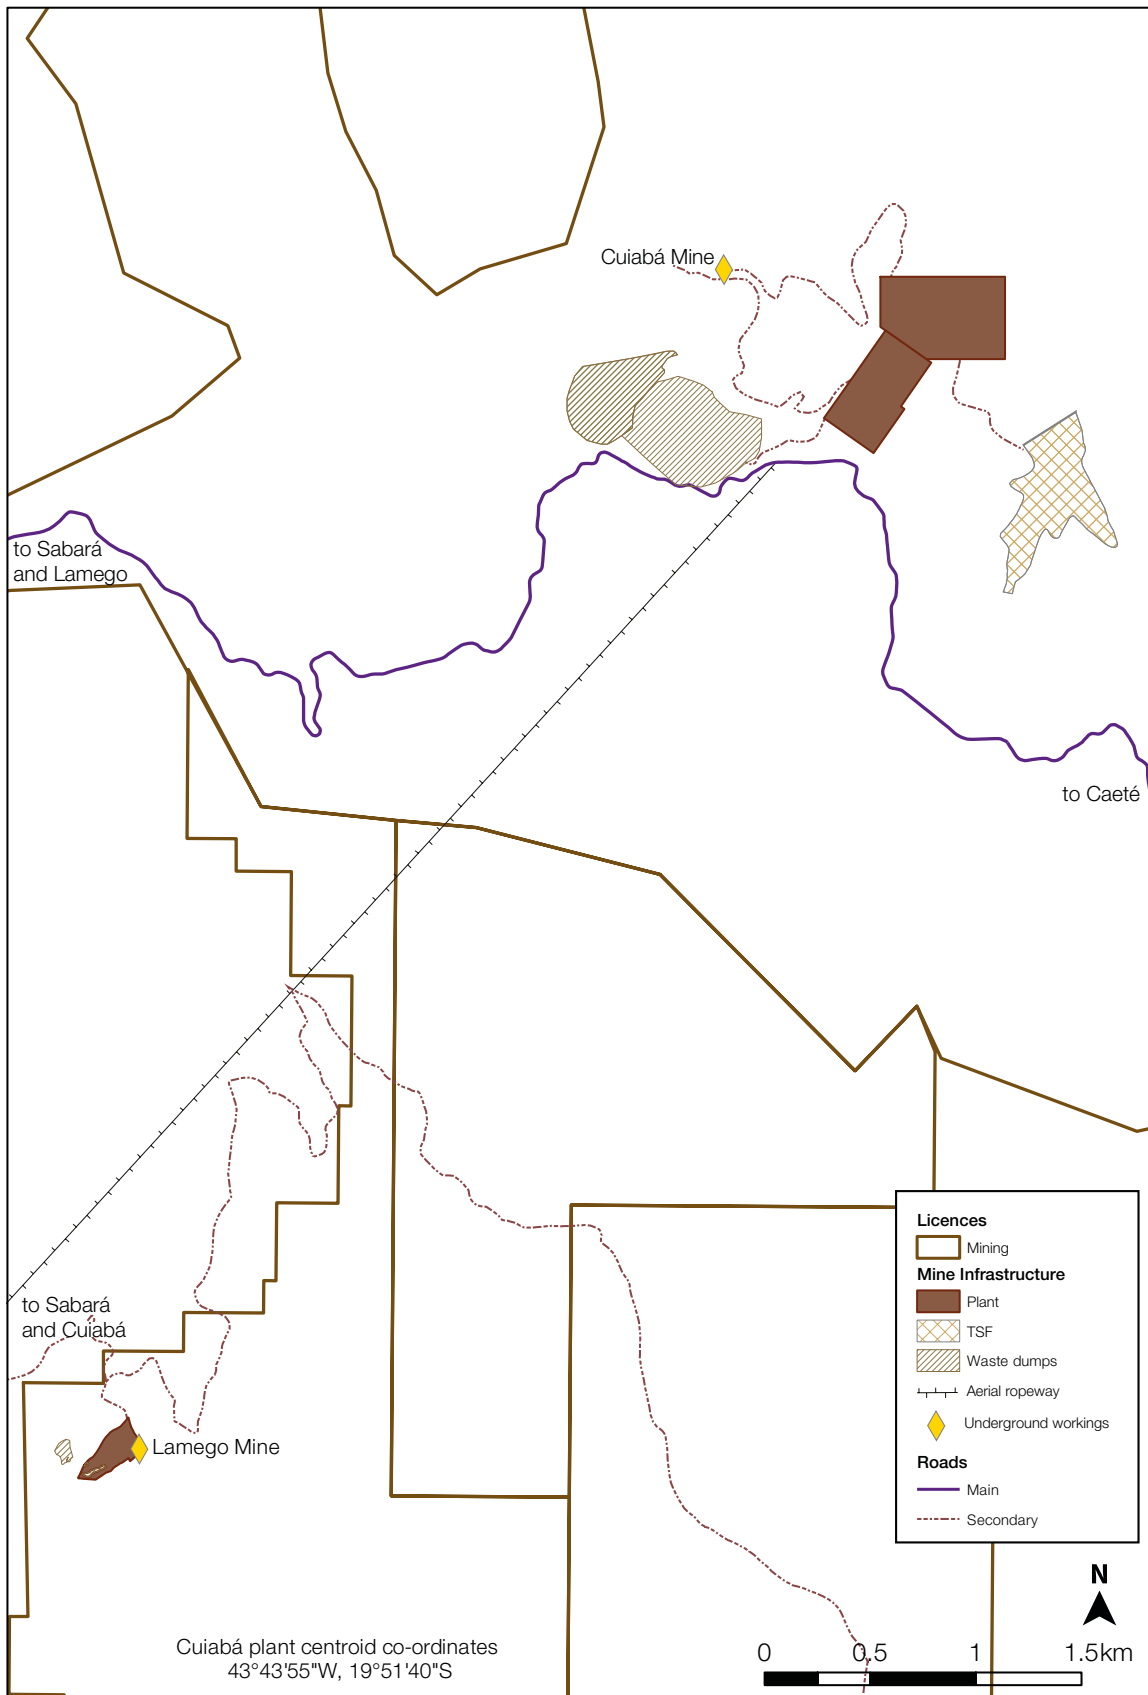 Cuiabá Mine
to Sabará
and Lamego
to Caeté
to Sabará
and Cuiabá
Lamego Mine
Licences
Mining
Mine Infrastructure
Plant
TSF
Waste dumps
Aerial ropeway
Underground workings
Roads
Main
Secondary
N
Cuiabá plant centroid co-ordinates
43°43'55"W, 19°51'40"S
0 0.5 1 1.5km